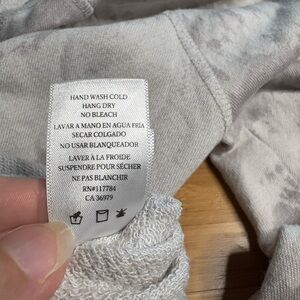 HAND WASH COLD
HANG DRY
NO BLEACH
LAVAR A MANO EN AGUA FRÍA
SECAR COLGADO
NO USAR BLANQUEADOR
LAVER À LA FROIDE
SUSPENDRE POUR SÉCHER
NE PAS BLANCHIR
RN#117784
CA 36979